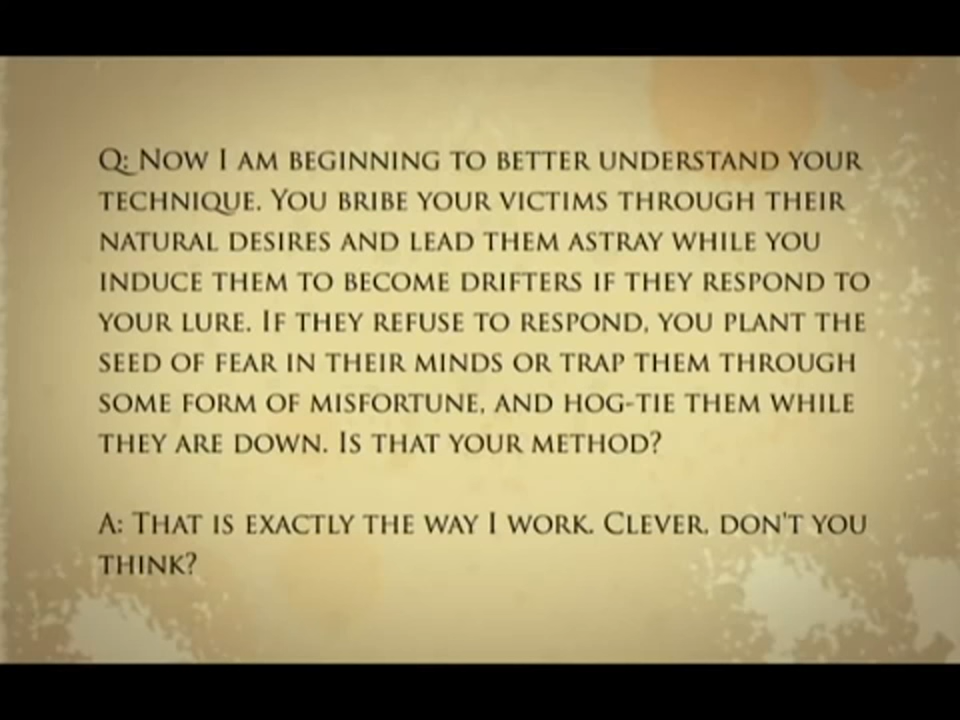 Q: NOW I AM BEGINNING TO BETTER UNDERSTAND YOUR
TECHNIQUE. YOU BRIBE YOUR VICTIMS THROUGH THEIR
NATURAL DESIRES AND LEAD THEM ASTRAY WHILE YOU
INDUCE THEM TO BECOME DRIFTERS IF THEY RESPOND TO
YOUR LURE. IF THEY REFUSE TO RESPOND, YOU PLANT THE
SEED OF FEAR IN THEIR MINDS OR TRAP THEM THROUGH
SOME FORM OF MISFORTUNE, AND HOG-TIE THEM WHILE
THEY ARE DOWN. IS THAT YOUR METHOD?
A: THAT IS EXACTLY THE WAY I WORK. CLEVER, DON'T YOU
THINK?